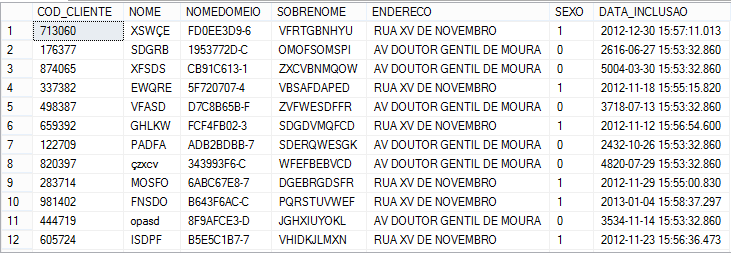 COD_CLIENTE NOME NOMEDOMEIO SOBRENOME ENDERECO SEXO DATA_INCLUSAO
1 713060 XSWÇE FD0EE3D9-6 VFRTGBNHYU RUA XV DE NOVEMBRO 1 2012-12-30 15:57:11.013
2 176377 SDGRB 1953772D-C OMOFSOMSPI AV DOUTOR GENTIL DE MOURA 0 2616-06-27 15:53:32.860
3 874065 XFSDS CB91C613-1 ZXCVBNMQOW AV DOUTOR GENTIL DE MOURA 0 5004-03-30 15:53:32.860
4 337382 EWQRE 5F720707-4 VBSAFDAPED RUA XV DE NOVEMBRO 1 2012-11-18 15:55:15.820
5 498387 VFASD D7C8B65B-F ZVFWESDFFR AV DOUTOR GENTIL DE MOURA 0 3718-07-13 15:53:32.860
6 659392 GHLKW FCF4FB02-3 SDGDVMQFCD RUA XV DE NOVEMBRO 1 2012-11-12 15:56:54.600
7 122709 PADFA ADB2BDBB-7 SDERQWESGK AV DOUTOR GENTIL DE MOURA 0 2432-10-26 15:53:32.860
8 820397 çzxcv 343993F6-C WFEFBEBVCD AV DOUTOR GENTIL DE MOURA 0 4820-07-29 15:53:32.860
9 283714 MOSFO 6ABC67E8-7 DGEBRGDSFR RUA XV DE NOVEMBRO 1 2012-11-29 15:55:00.830
10 981402 FNSDO B643F6AC-C PQRSTUVWEF RUA XV DE NOVEMBRO 1 2013-01-04 15:58:37.297
11 444719 opasd 8F9AFCE3-D JGHXIUYOKL AV DOUTOR GENTIL DE MOURA 0 3534-11-14 15:53:32.860
12 605724 ISDPF B5E5C1B7-7 VHIDKJLMXN RUA XV DE NOVEMBRO 1 2012-11-23 15:56:36.473